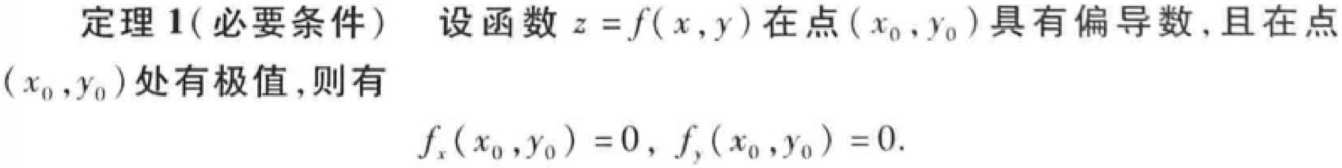 定理 1(必要条件) 设函数 z = f(x,y)在点(x₀,y₀)具有偏导数,且在点
(x₀,y₀)处有极值,则有
fₓ(x₀,y₀) = 0, f_y(x₀,y₀) = 0.